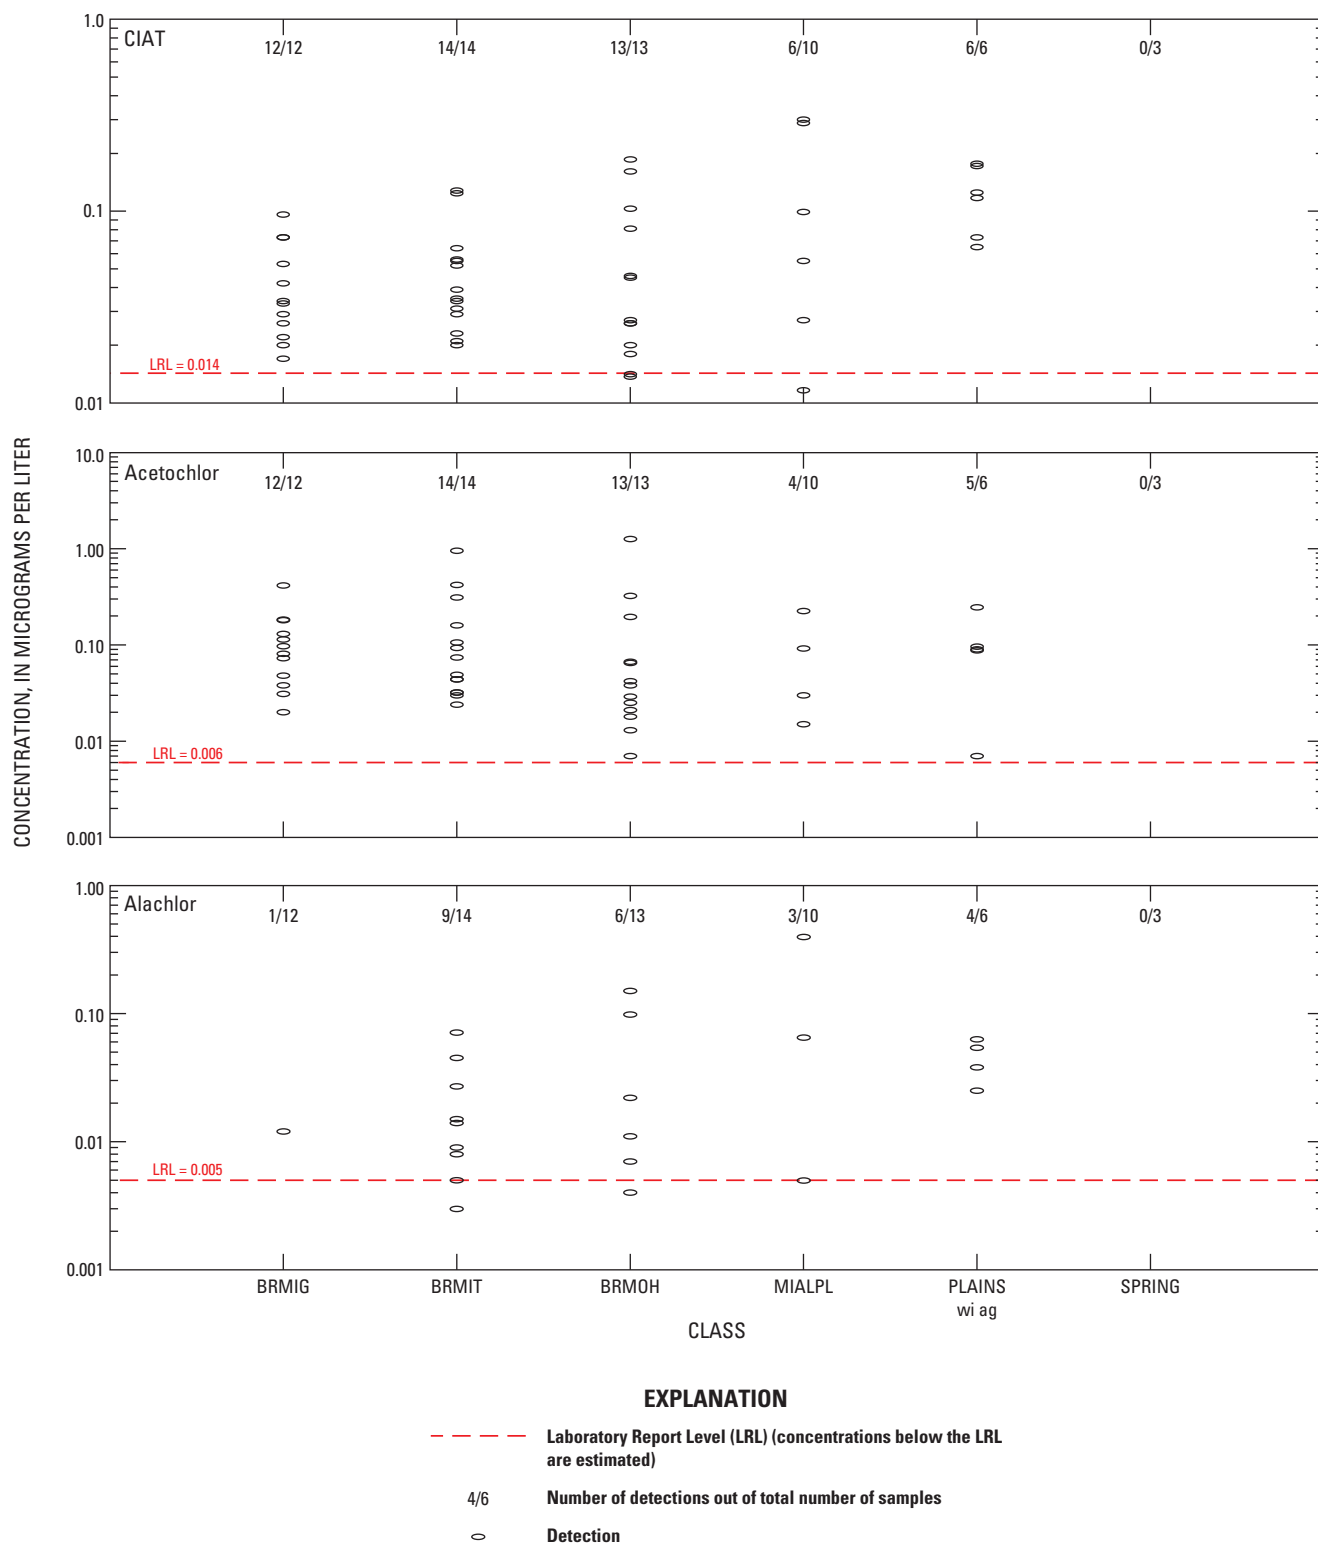 CONCENTRATION, IN MICROGRAMS PER LITER
1.0
CIAT
12/12 14/14 13/13 6/10 6/6 0/3
0.1
LRL = 0.014
0.01
10.0
Acetochlor
12/12 14/14 13/13 4/10 5/6 0/3
1.00
0.10
0.01
LRL = 0.006
0.001
1.00
Alachlor
1/12 9/14 6/13 3/10 4/6 0/3
0.10
0.01
LRL = 0.005
0.001
BRMIG BRMIT BRMOH MIALPL PLAINS SPRING
wi ag
CLASS
EXPLANATION
Laboratory Report Level (LRL) (concentrations below the LRL
are estimated)
4/6 Number of detections out of total number of samples
Detection